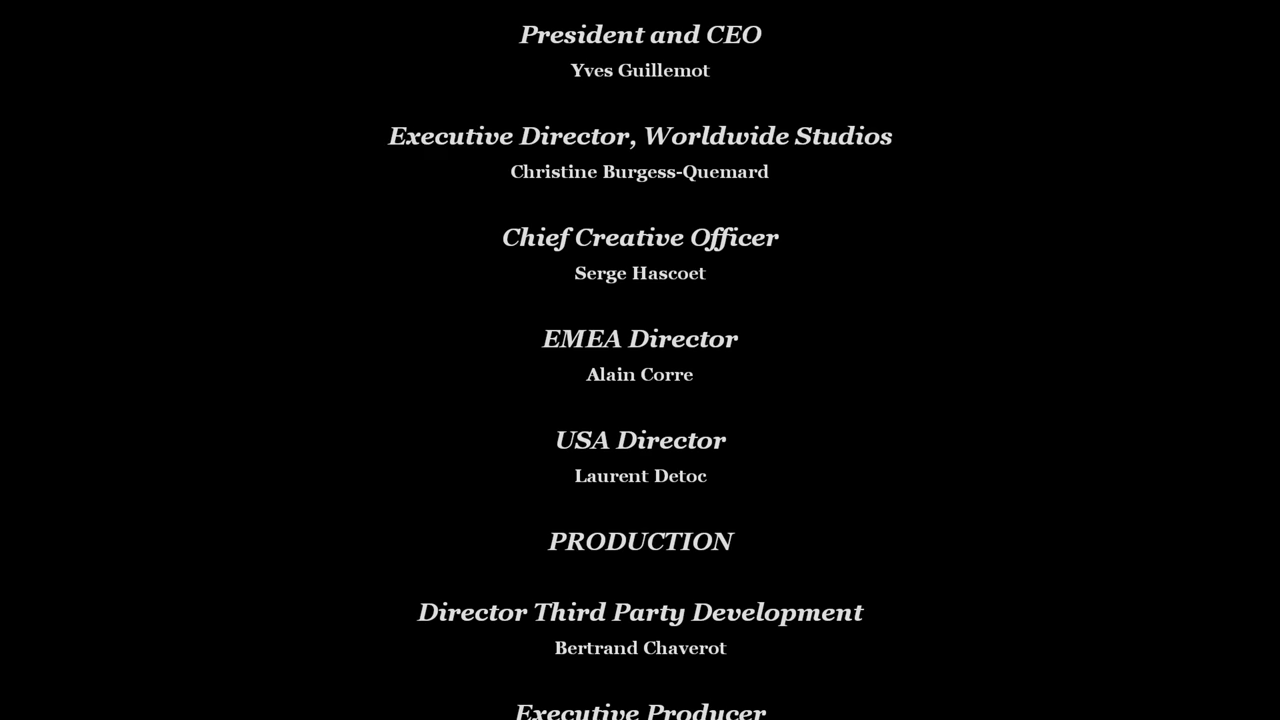 President and CEO
Yves Guillemot
Executive Director, Worldwide Studios
Christine Burgess-Quemard
Chief Creative Officer
Serge Hascoet
EMEA Director
Alain Corre
USA Director
Laurent Detoc
PRODUCTION
Director Third Party Development
Bertrand Chaverot
Executive Producer